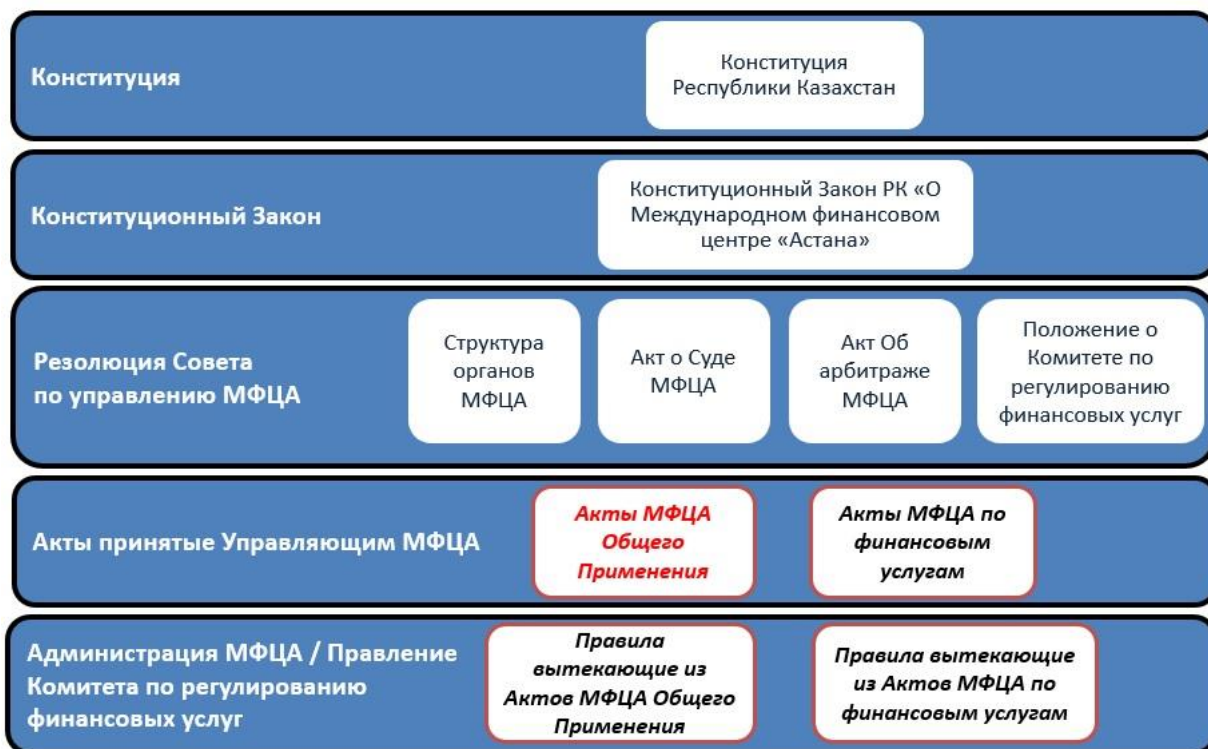 Конституция
Конституция
Республики Казахстан
Конституционный Закон
Конституционный Закон РК «О
Международном финансовом
центре «Астана»
Резолюция Совета
по управлению МФЦА
Структура
органов
МФЦА
Акт о Суде
МФЦА
Акт Об
арбитраже
МФЦА
Положение о
Комитете по
регулированию
финансовых услуг
Акты принятые Управляющим МФЦА
Акты МФЦА
Общего
Применения
Акты МФЦА по
финансовым
услугам
Администрация МФЦА / Правление
Комитета по регулированию
финансовых услуг
Правила
вытекающие из
Актов МФЦА Общего
Применения
Правила вытекающие
из Актов МФЦА по
финансовым услугам